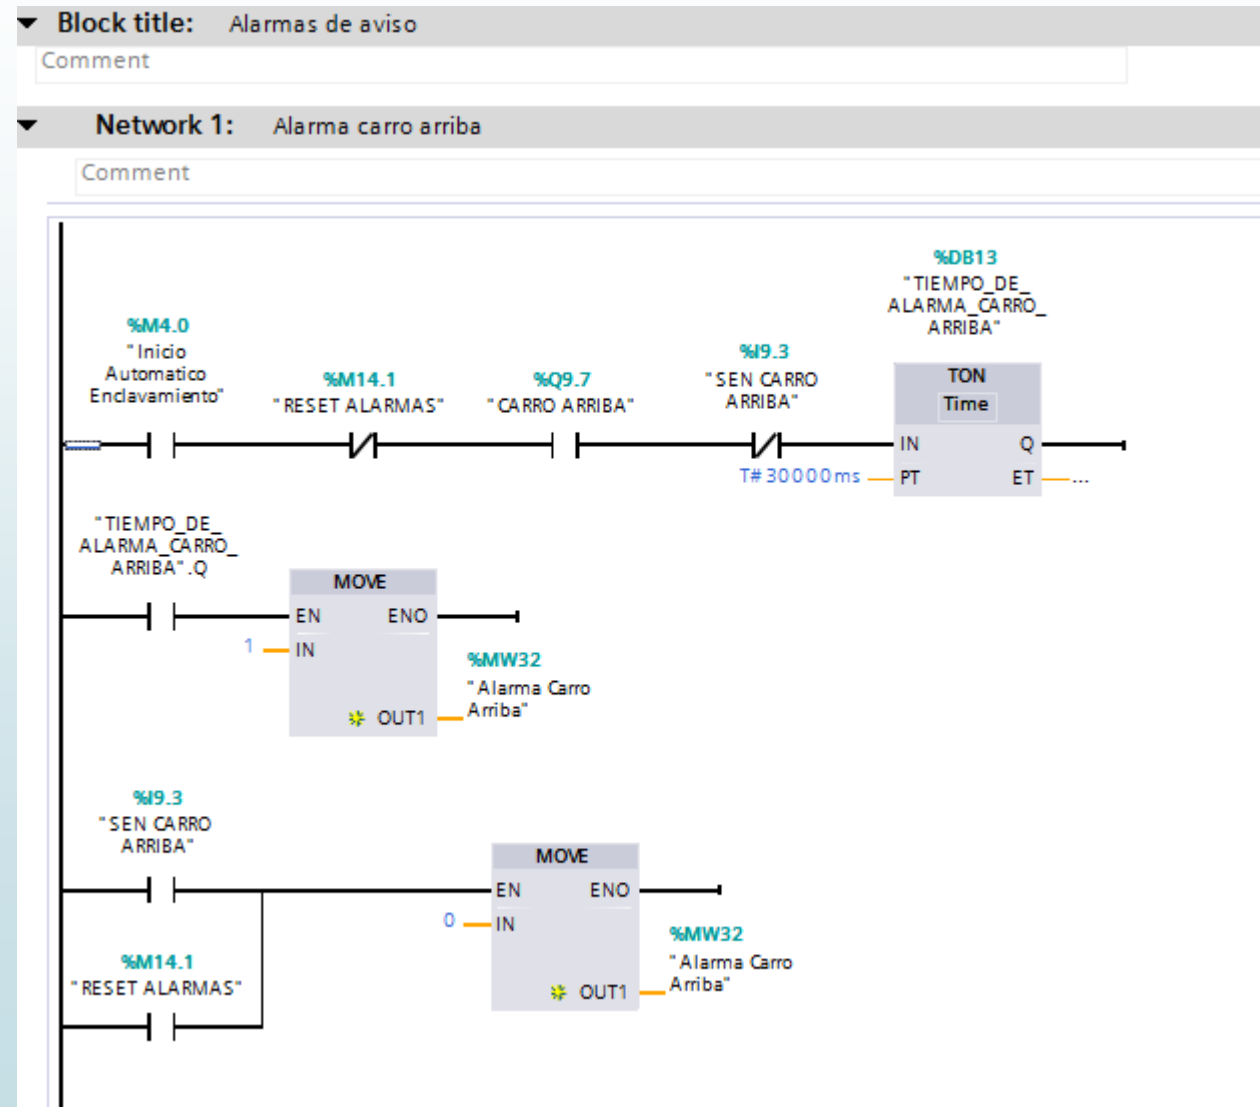 Block title: Alarmas de aviso
Comment
Network 1: Alarma carro arriba
Comment
%DB13
"TIEMPO_DE_
ALARMA_CARRO_
ARRIBA"
%M4.0
"Inicio
Automatico
Enclavamiento"
%M14.1
"RESET ALARMAS"
%Q9.7
"CARRO ARRIBA"
%I9.3
"SEN CARRO
ARRIBA"
TON
Time
IN Q
T#30000ms PT ET ...
"TIEMPO_DE_
ALARMA_CARRO_
ARRIBA".Q
MOVE
EN ENO
1 IN
%MW32
"Alarma Carro
Arriba"
OUT1
%I9.3
"SEN CARRO
ARRIBA"
MOVE
EN ENO
0 IN
%MW32
"Alarma Carro
Arriba"
OUT1
%M14.1
"RESET ALARMAS"